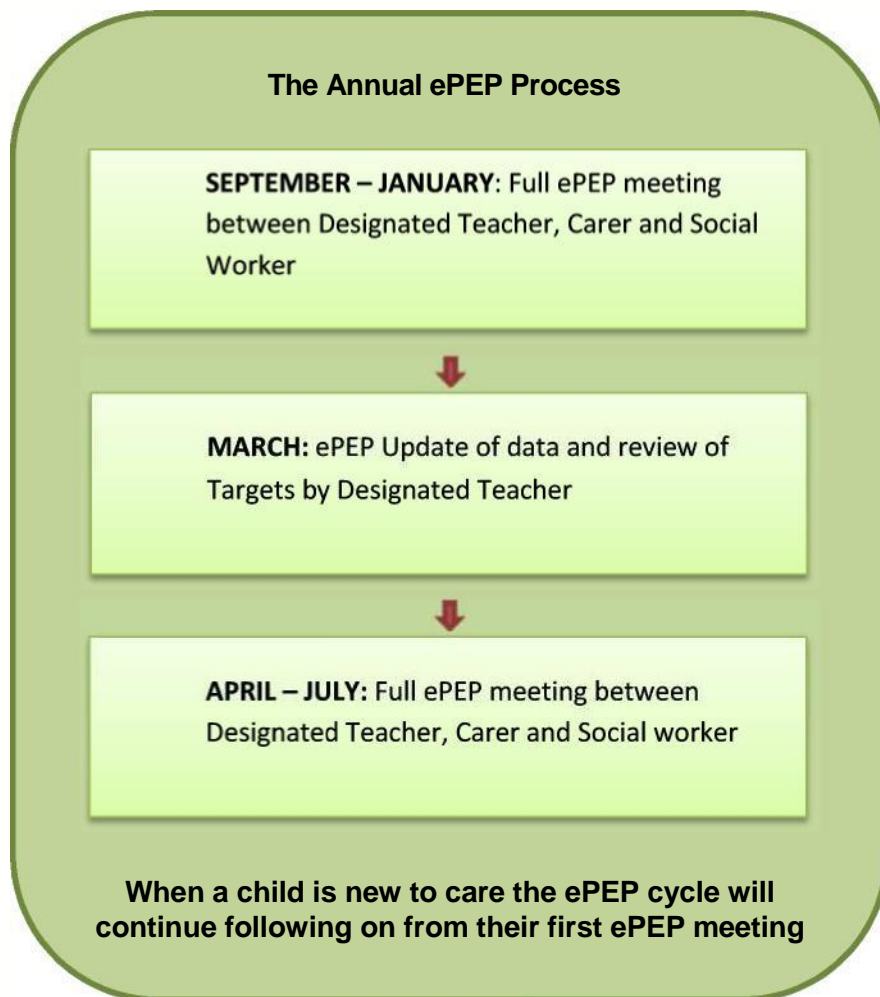 The Annual ePEP Process
SEPTEMBER – JANUARY: Full ePEP meeting
between Designated Teacher, Carer and Social
Worker
MARCH: ePEP Update of data and review of
Targets by Designated Teacher
APRIL – JULY: Full ePEP meeting between
Designated Teacher, Carer and Social worker
When a child is new to care the ePEP cycle will
continue following on from their first ePEP meeting